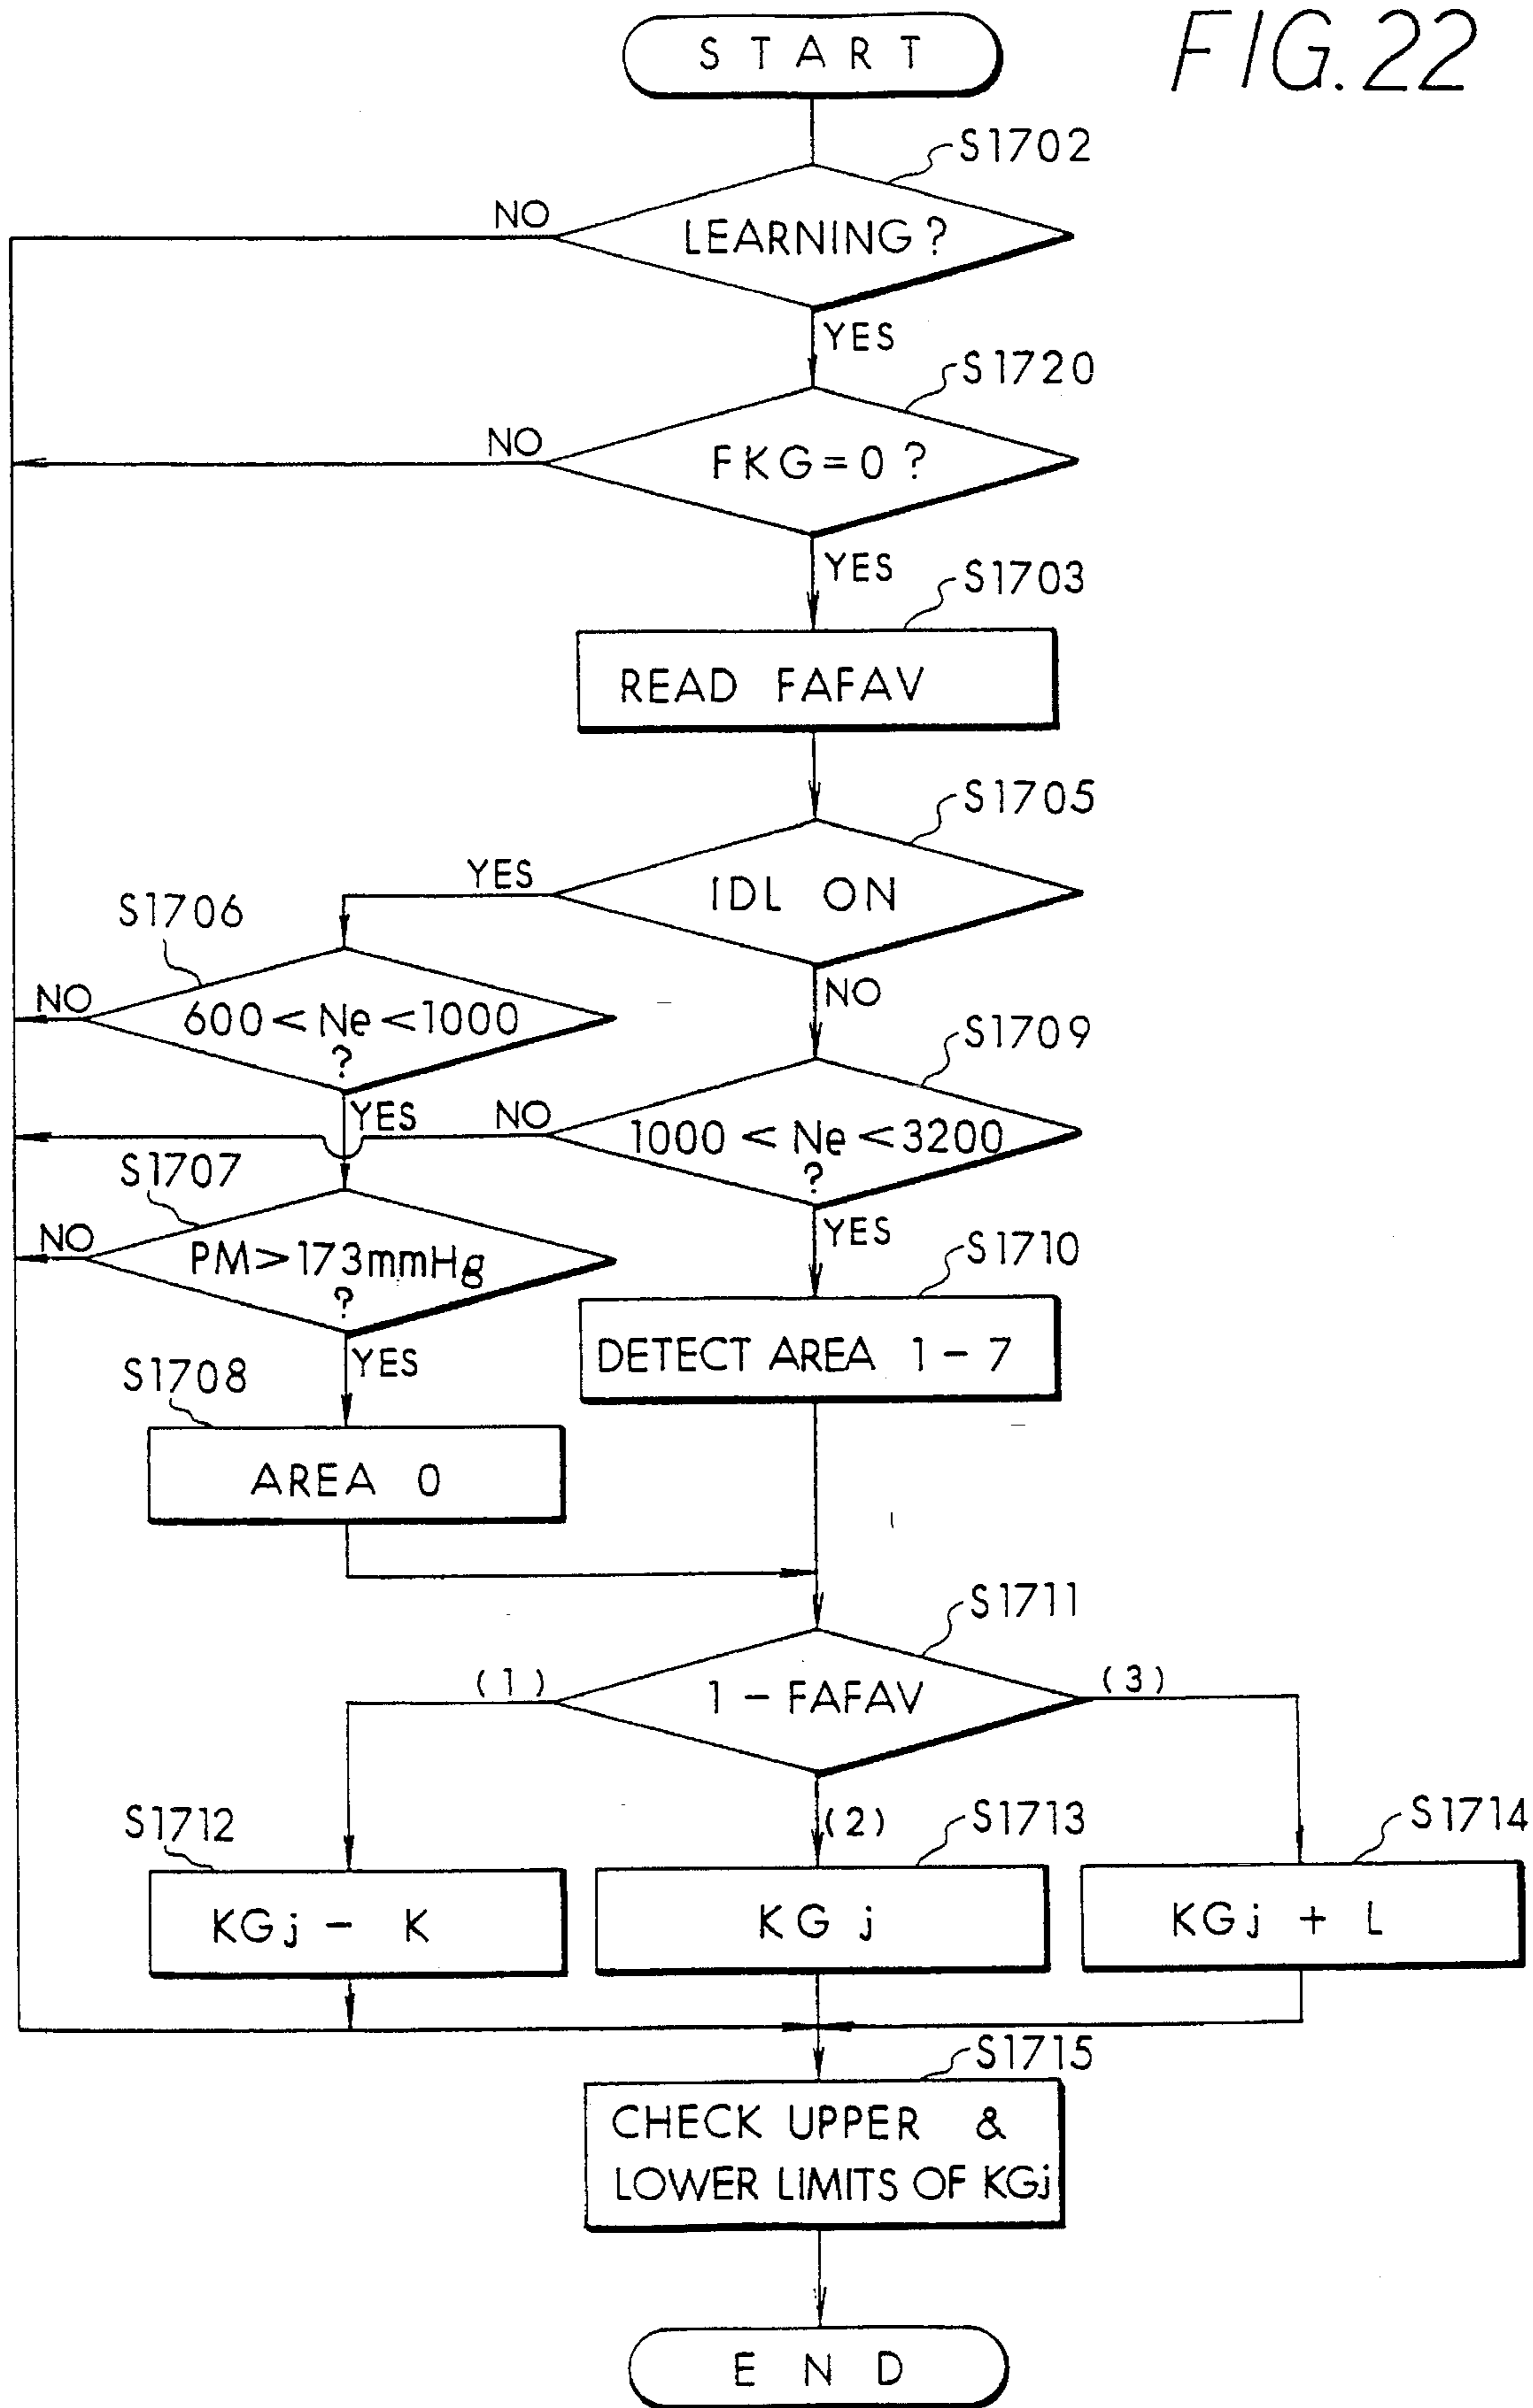 FIG. 22
START
S1702
NO
LEARNING ?
YES
S1720
NO
FKG=0 ?
YES
S1703
READ FAFAV
S1705
YES
IDL ON
S1706
NO
NO
600 < Ne < 1000
?
S1709
YES
NO
1000 < Ne < 3200
?
S1707
NO
YES
PM > 173mmHg
?
S1710
YES
DETECT AREA 1 - 7
S1708
AREA 0
S1711
(1)
1 - FAFAV
(3)
S1712
(2)
S1713
S1714
KGj - K
KG j
KGj + L
S1715
CHECK UPPER &
LOWER LIMITS OF KGj
END